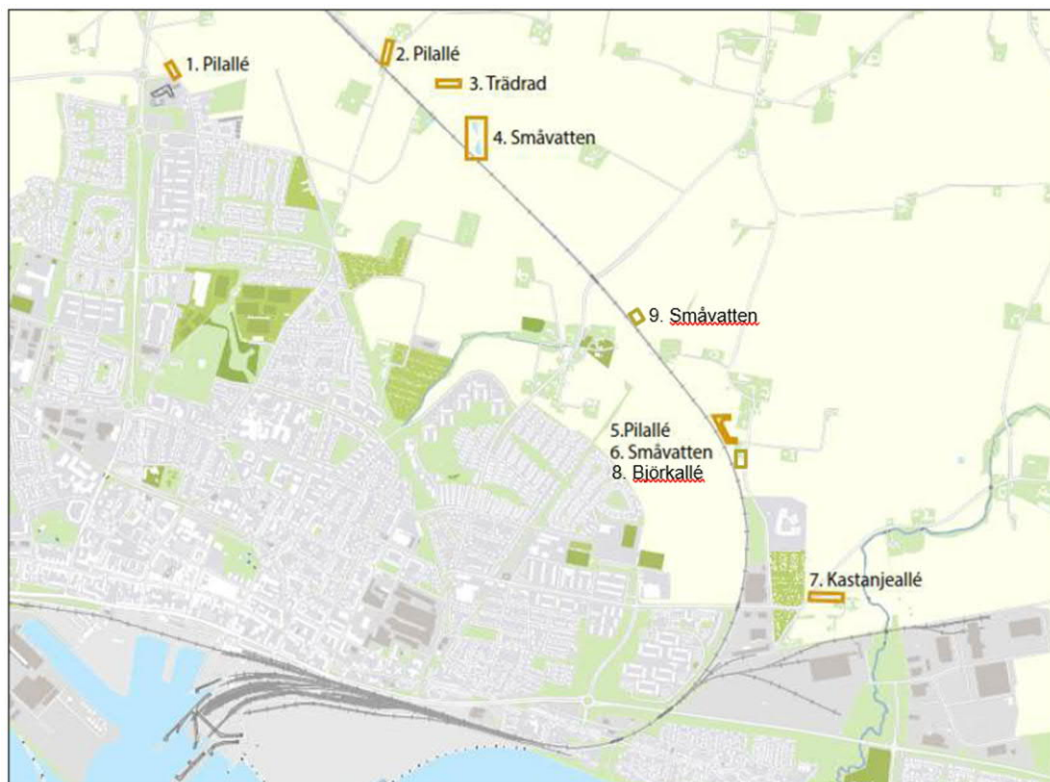 1. Pilallé
2. Pilallé
3. Trädrad
4. Småvatten
9. Småvatten
5.Pilallé
6. Småvatten
8. Björkallé
7. Kastanjeallé